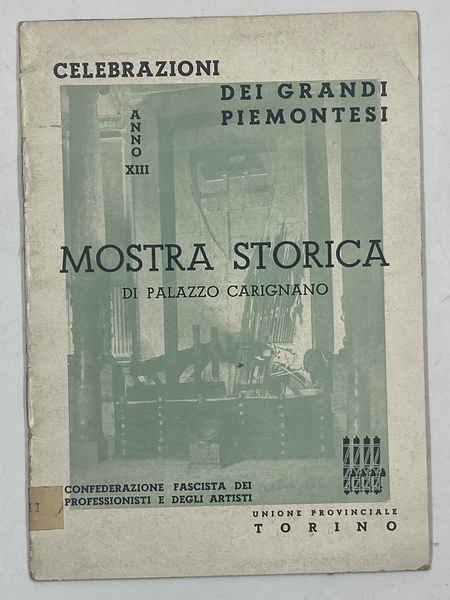 CELEBRAZIONI
DEI GRANDI
PIEMONTESI
ANNO
XIII
MOSTRA STORICA
DI PALAZZO CARIGNANO
CONFEDERAZIONE FASCISTA DEI
PROFESSIONISTI E DEGLI ARTISTI
UNIONE PROVINCIALE
TORINO